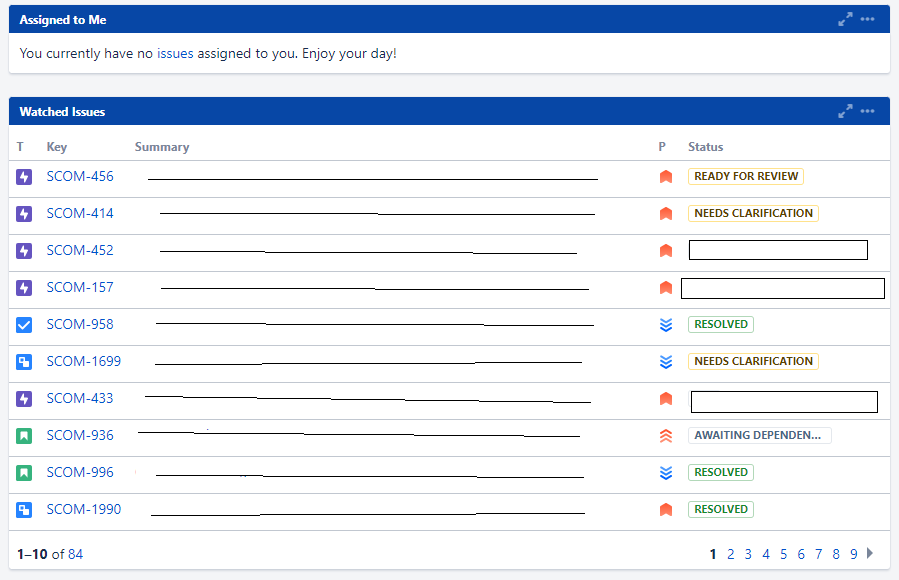 Assigned to Me
You currently have no issues assigned to you. Enjoy your day!
Watched Issues
T Key Summary P Status
SCOM-456 READY FOR REVIEW
SCOM-414 NEEDS CLARIFICATION
SCOM-452
SCOM-157
SCOM-958 RESOLVED
SCOM-1699 NEEDS CLARIFICATION
SCOM-433
SCOM-936 AWAITING DEPENDEN...
SCOM-996 RESOLVED
SCOM-1990 RESOLVED
1–10 of 84 1 2 3 4 5 6 7 8 9